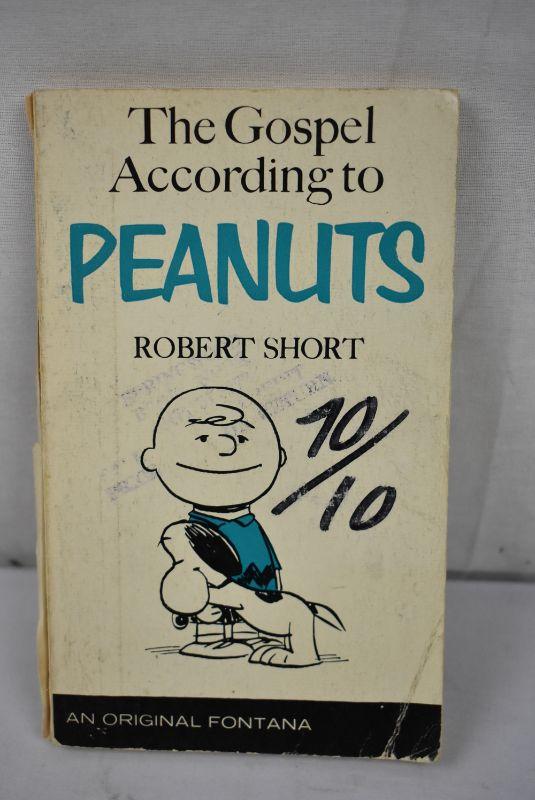 The Gospel
According to
PEANUTS
ROBERT SHORT
10/10
AN ORIGINAL FONTANA